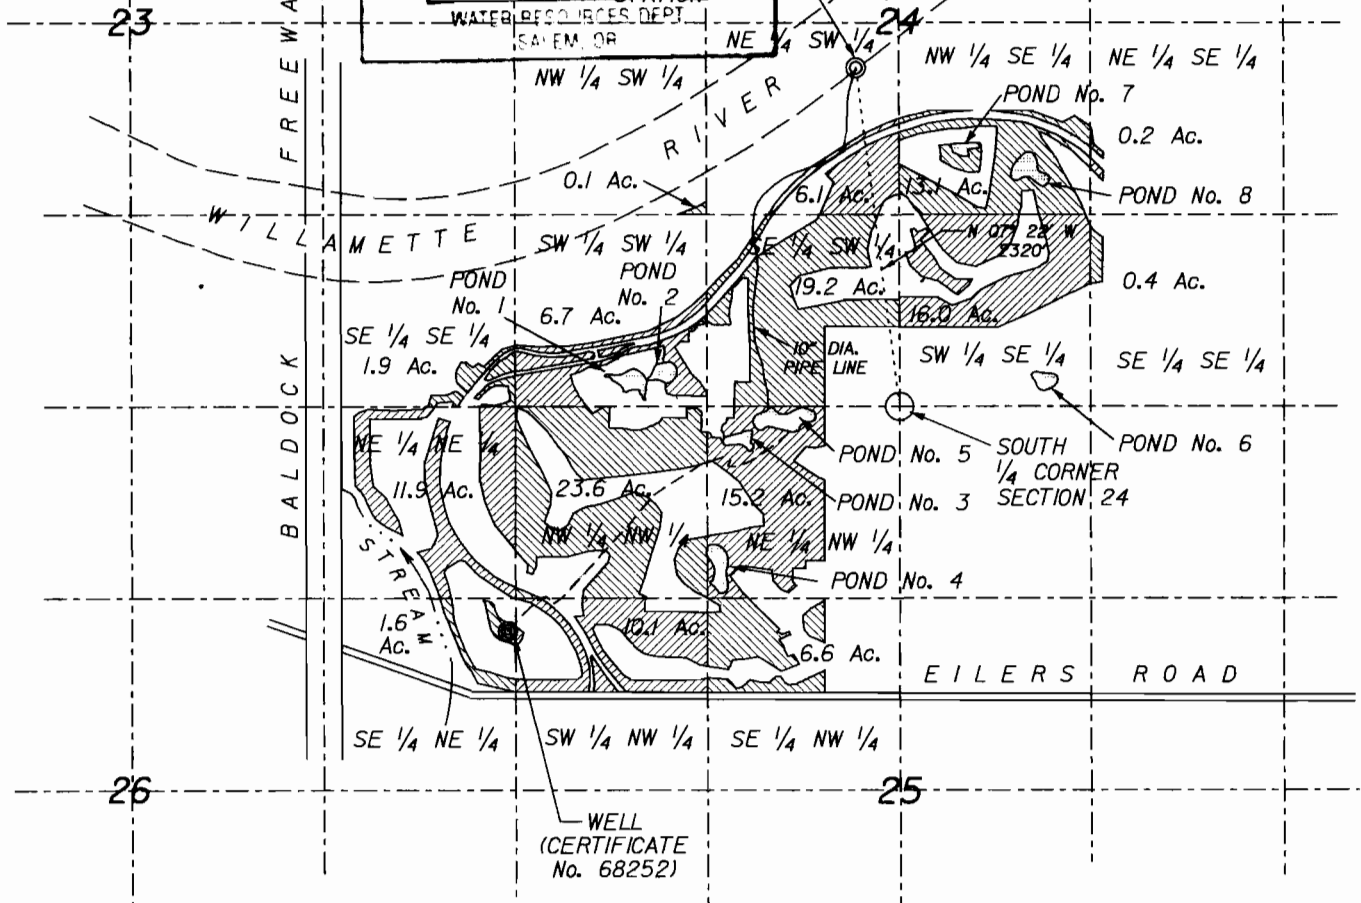 WATER RESOURCES DEPT.
SALEM, OR
23
24
NE 1/4 SW 1/4
NW 1/4 SW 1/4
NW 1/4 SE 1/4
NE 1/4 SE 1/4
POND No. 7
RIVER
0.2 Ac.
0.1 Ac.
6.1 Ac.
13.1 Ac.
POND No. 8
WILLAMETTE
SW 1/4 SW 1/4
SE 1/4 SW 1/4
N 07° 22' W
2320'
POND
No. 1
POND
No. 2
19.2 Ac.
0.4 Ac.
6.7 Ac.
16.0 Ac.
SE 1/4 SE 1/4
1.9 Ac.
10" DIA.
PIPE LINE
SW 1/4 SE 1/4
SE 1/4 SE 1/4
BALDOCK
NE 1/4 NE 1/4
POND No. 5
SOUTH
1/4 CORNER
SECTION 24
POND No. 6
11.9 Ac.
23.6 Ac.
15.2 Ac.
POND No. 3
NW 1/4 NW 1/4
NE 1/4 NW 1/4
STREAM
POND No. 4
1.6
Ac.
10.1 Ac.
6.6 Ac.
EILERS ROAD
SE 1/4 NE 1/4
SW 1/4 NW 1/4
SE 1/4 NW 1/4
26
25
WELL
(CERTIFICATE
No. 68252)